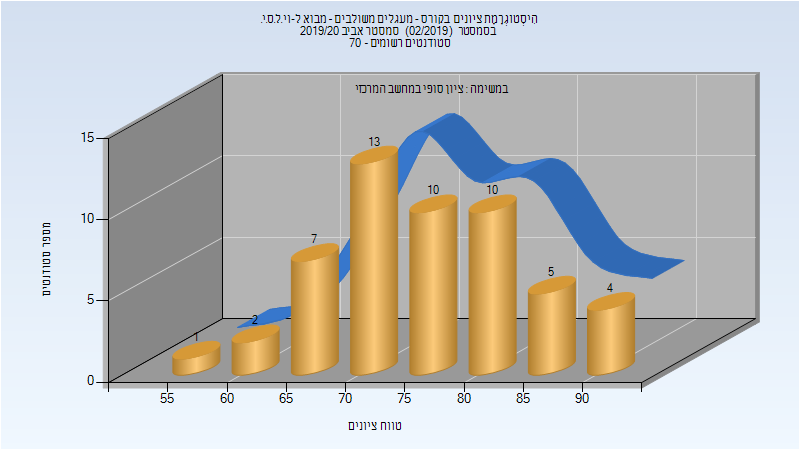 היסטוגרמת ציונים בקורס - מעגלים משולבים - מבוא ל-וי.ל.ס.י.
בסמסטר (02/2019) סמסטר אביב 2019/20
סטודנטים רשומים - 70
במשימה : ציון סופי במחשב המרכזי
מספר סטודנטים
15
10
5
0
1
2
7
13
10
10
5
4
55 60 65 70 75 80 85 90
טווח ציונים